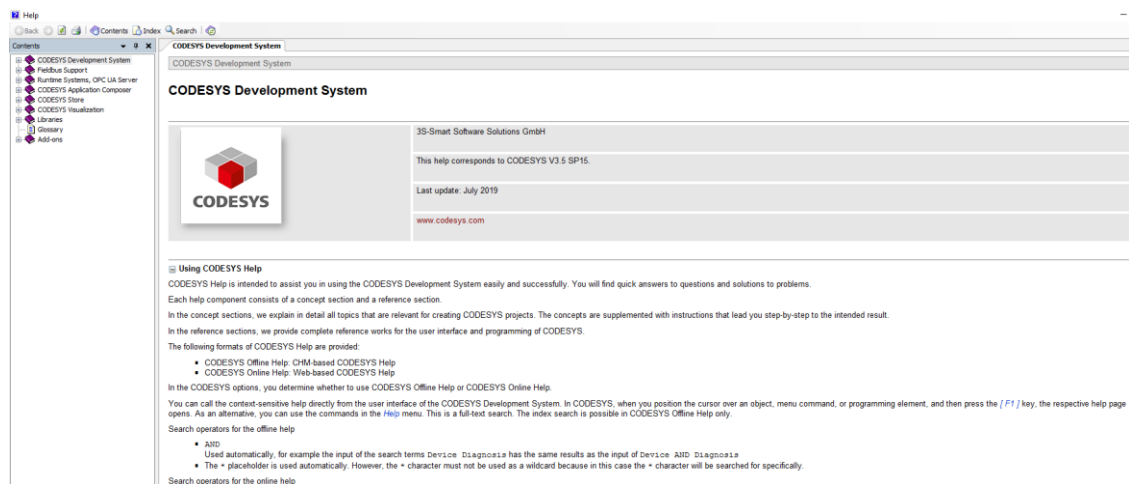 Help
Back Contents Index Search
Contents
CODESYS Development System
Fieldbus Support
Runtime Systems, OPC UA Server
CODESYS Application Composer
CODESYS Store
CODESYS Visualization
Libraries
Glossary
Add-ons
CODESYS Development System
CODESYS Development System
CODESYS Development System
CODESYS
3S-Smart Software Solutions GmbH
This help corresponds to CODESYS V3.5 SP15.
Last update: July 2019
www.codesys.com
Using CODESYS Help
CODESYS Help is intended to assist you in using the CODESYS Development System easily and successfully. You will find quick answers to questions and solutions to problems.
Each help component consists of a concept section and a reference section.
In the concept sections, we explain in detail all topics that are relevant for creating CODESYS projects. The concepts are supplemented with instructions that lead you step-by-step to the intended result.
In the reference sections, we provide complete reference works for the user interface and programming of CODESYS.
The following formats of CODESYS Help are provided:
• CODESYS Offline Help: CHM-based CODESYS Help
• CODESYS Online Help: Web-based CODESYS Help
In the CODESYS options, you determine whether to use CODESYS Offline Help or CODESYS Online Help.
You can call the context-sensitive help directly from the user interface of the CODESYS Development System. In CODESYS, when you position the cursor over an object, menu command, or programming element, and then press the [ F1 ] key, the respective help page
opens. As an alternative, you can use the commands in the Help menu. This is a full-text search. The index search is possible in CODESYS Offline Help only.
Search operators for the offline help
• AND
Used automatically, for example the input of the search terms Device Diagnosis has the same results as the input of Device AND Diagnosis
• The * placeholder is used automatically. However, the * character must not be used as a wildcard because in this case the * character will be searched for specifically.
Search operators for the online help